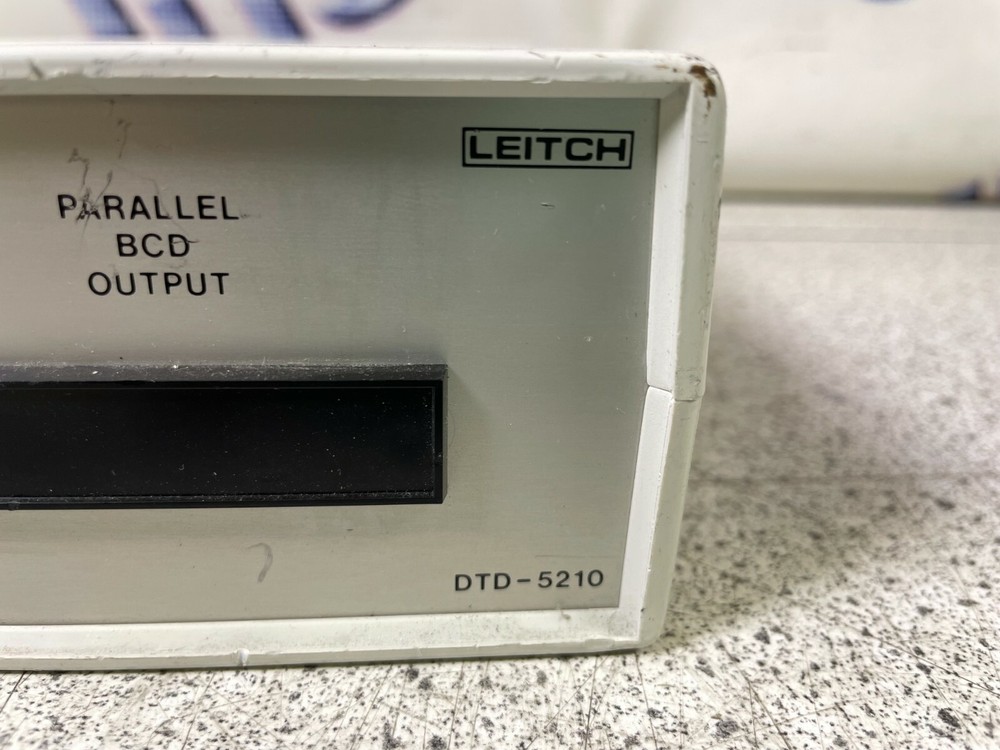 LEITCH
PARALLEL
BCD
OUTPUT
DTD-5210